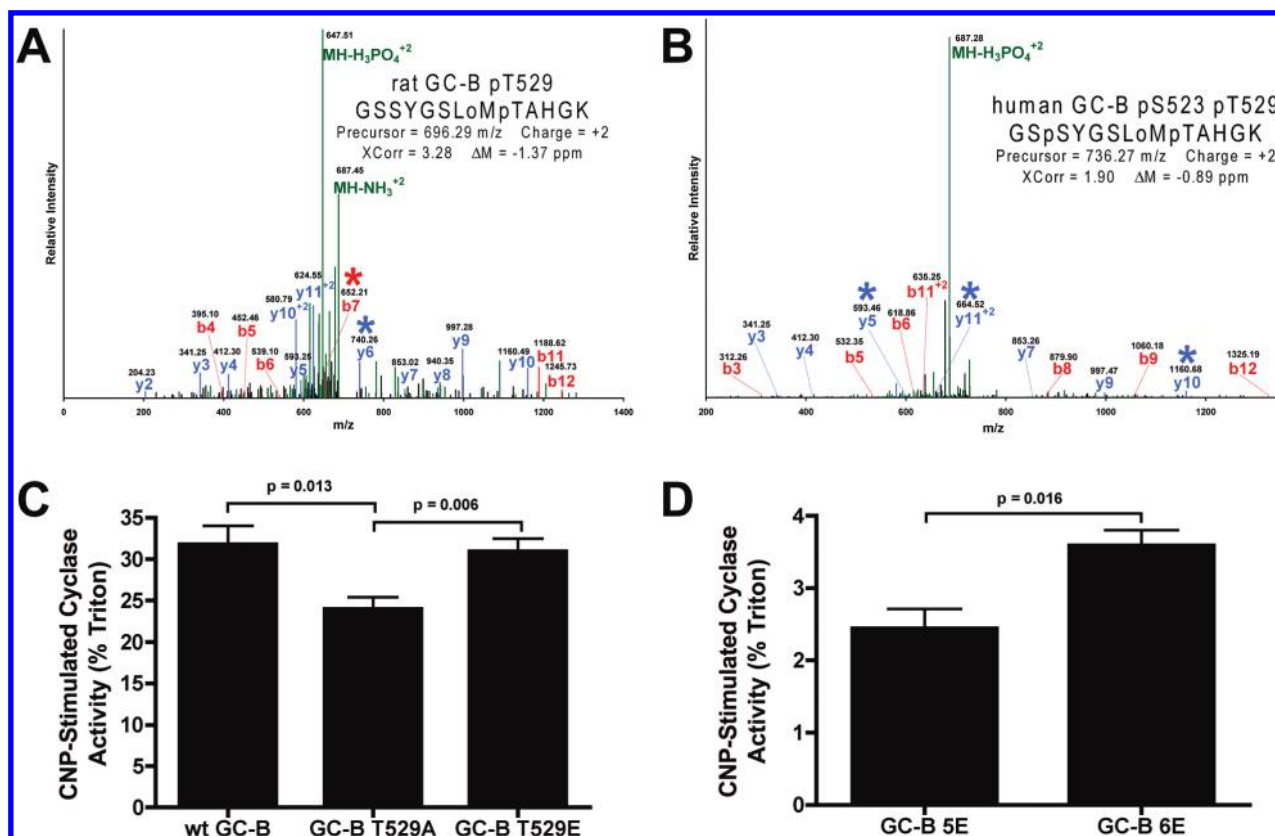 A
647.51
MH-H₃PO₄⁺²
rat GC-B pT529
GSSYGSLoMpTAHGK
Precursor = 696.29 m/z Charge = +2
XCorr = 3.28 ΔM = -1.37 ppm
687.45
MH-NH₃⁺²
Relative Intensity
624.55
y11⁺²
580.79
y10⁺²
*
652.21
b7
*
740.26
y6
395.10
b4
452.46
b5
539.10
b6
593.25
y5
341.25
y3
412.30
y4
204.23
y2
853.02
y7
940.35
y8
997.28
y9
1160.49
y10
1188.62
b11
1245.73
b12
0 200 400 600 800 1000 1200 1400
m/z
B
687.28
MH-H₃PO₄⁺²
human GC-B pS523 pT529
GSpSYGSLoMpTAHGK
Precursor = 736.27 m/z Charge = +2
XCorr = 1.90 ΔM = -0.89 ppm
Relative Intensity
*
593.46
y5
635.25
b11⁺²
*
664.52
y11⁺²
618.86
b6
341.25
y3
412.30
y4
312.26
b3
532.35
b5
853.26
y7
879.90
b8
1060.18
b9
997.47
y9
*
1160.68
y10
1325.19
b12
200 400 600 800 1000 1200
m/z
C
p = 0.013
p = 0.006
CNP-Stimulated Cyclase
Activity (% Triton)
35
30
25
20
15
10
5
0
wt GC-B GC-B T529A GC-B T529E
D
p = 0.016
CNP-Stimulated Cyclase
Activity (% Triton)
4
3
2
1
0
GC-B 5E GC-B 6E